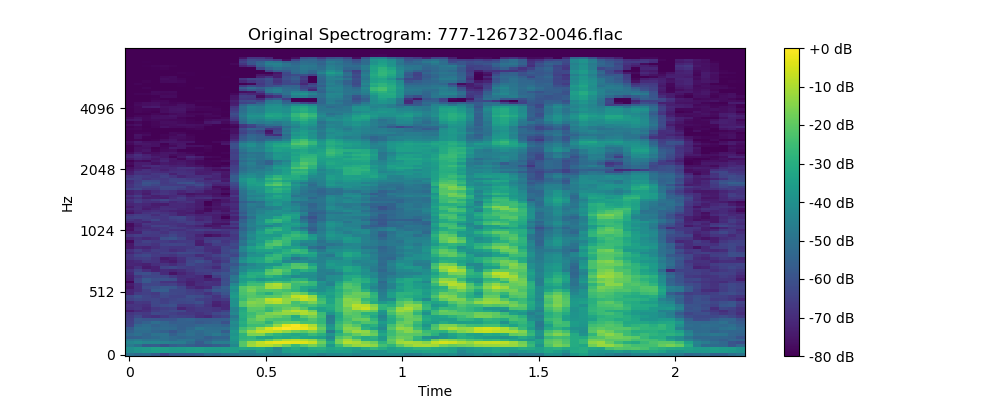 Original Spectrogram: 777-126732-0046.flac
Hz
4096
2048
1024
512
0
0
0.5
1
1.5
2
Time
+0 dB
-10 dB
-20 dB
-30 dB
-40 dB
-50 dB
-60 dB
-70 dB
-80 dB